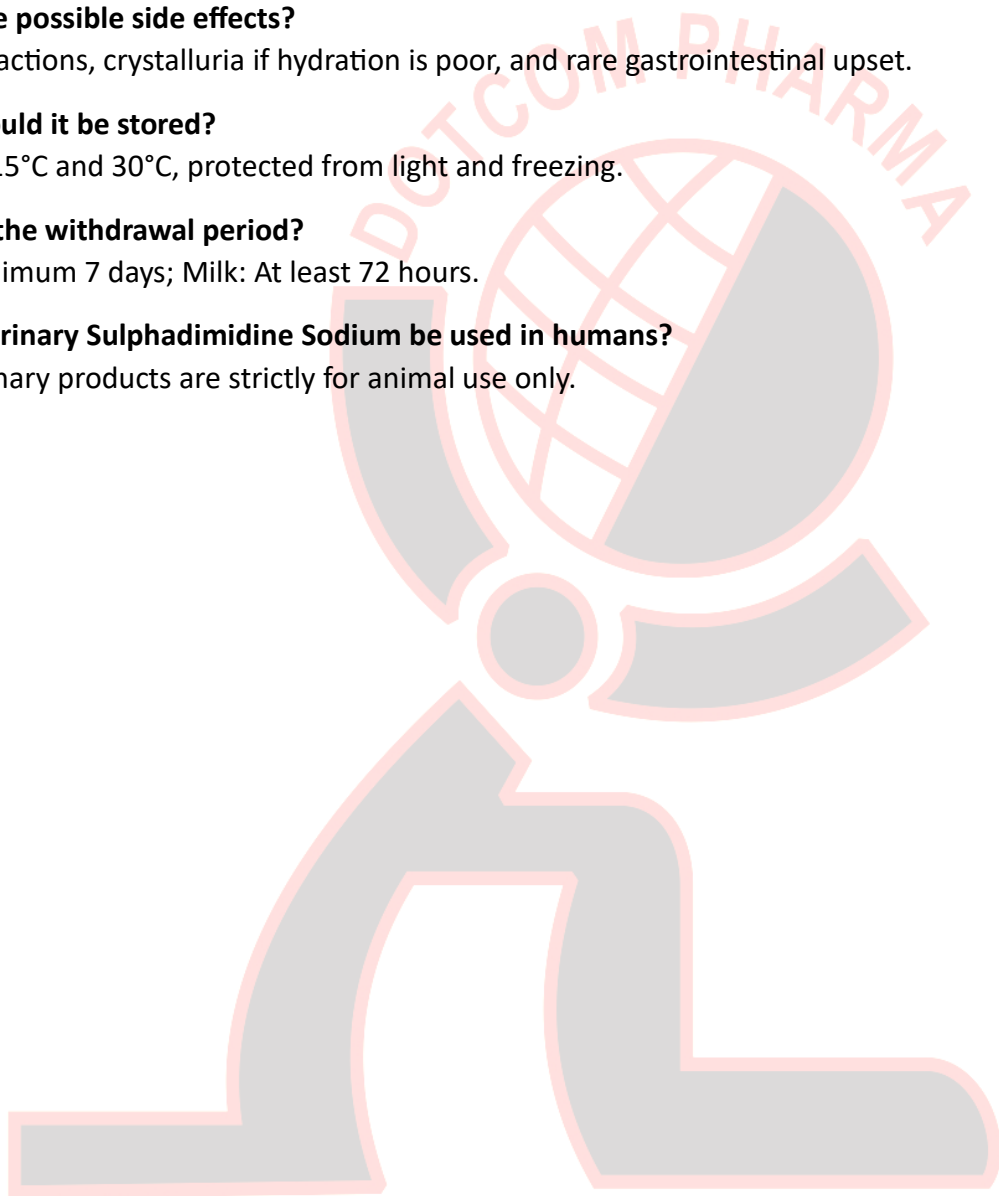 e possible side effects?
actions, crystalluria if hydration is poor, and rare gastrointestinal upset.
uld it be stored?
15°C and 30°C, protected from light and freezing.
the withdrawal period?
nimum 7 days; Milk: At least 72 hours.
rinary Sulphadimidine Sodium be used in humans?
nary products are strictly for animal use only.
DOTCOM PHARMA